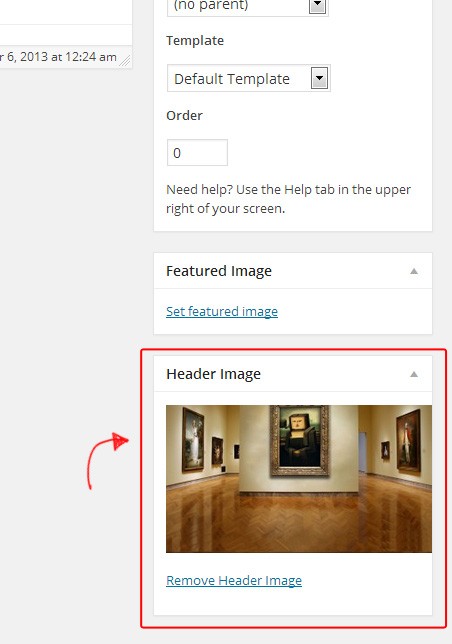 (no parent)
r 6, 2013 at 12:24 am
Template
Default Template
Order
0
Need help? Use the Help tab in the upper
right of your screen.
Featured Image
Set featured image
Header Image
Remove Header Image